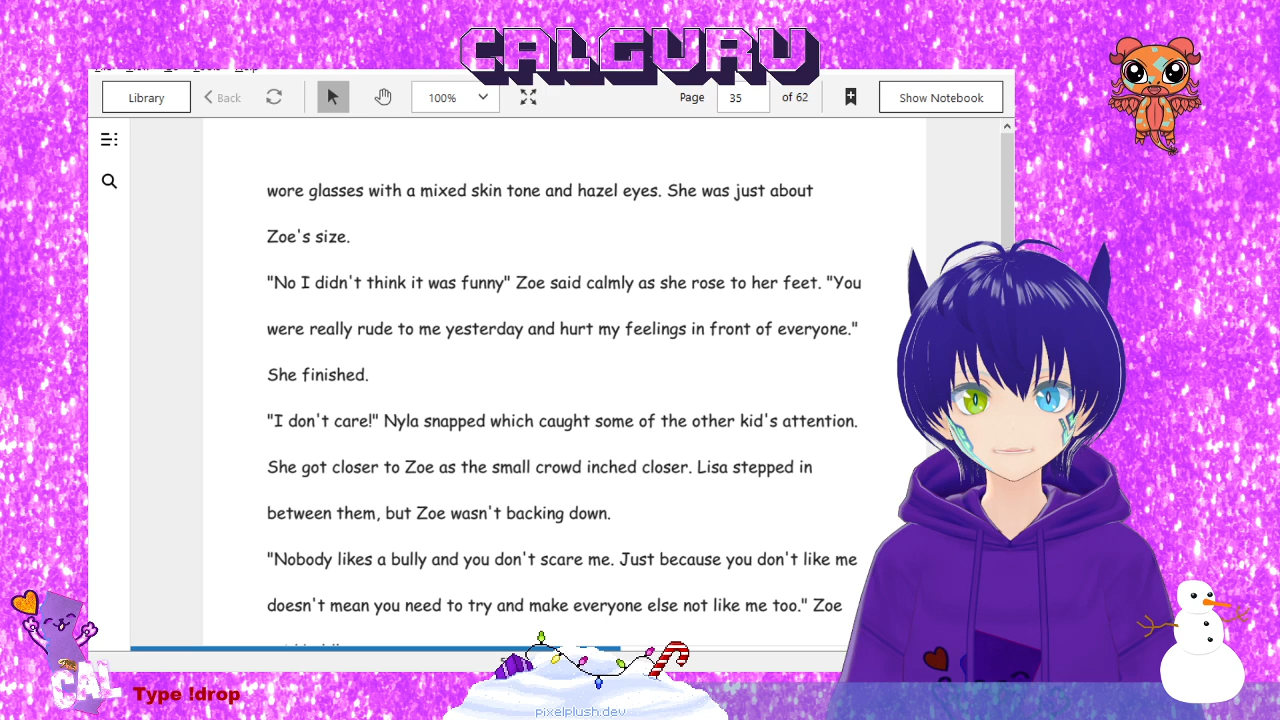 CALGURU
Library
Back
100%
Page
35
of 62
Show Notebook
wore glasses with a mixed skin tone and hazel eyes. She was just about
Zoe's size.
"No I didn't think it was funny" Zoe said calmly as she rose to her feet. "You
were really rude to me yesterday and hurt my feelings in front of everyone."
She finished.
"I don't care!" Nyla snapped which caught some of the other kid's attention.
She got closer to Zoe as the small crowd inched closer. Lisa stepped in
between them, but Zoe wasn't backing down.
"Nobody likes a bully and you don't scare me. Just because you don't like me
doesn't mean you need to try and make everyone else not like me too." Zoe
CAL
Type !drop
pixelplush.dev